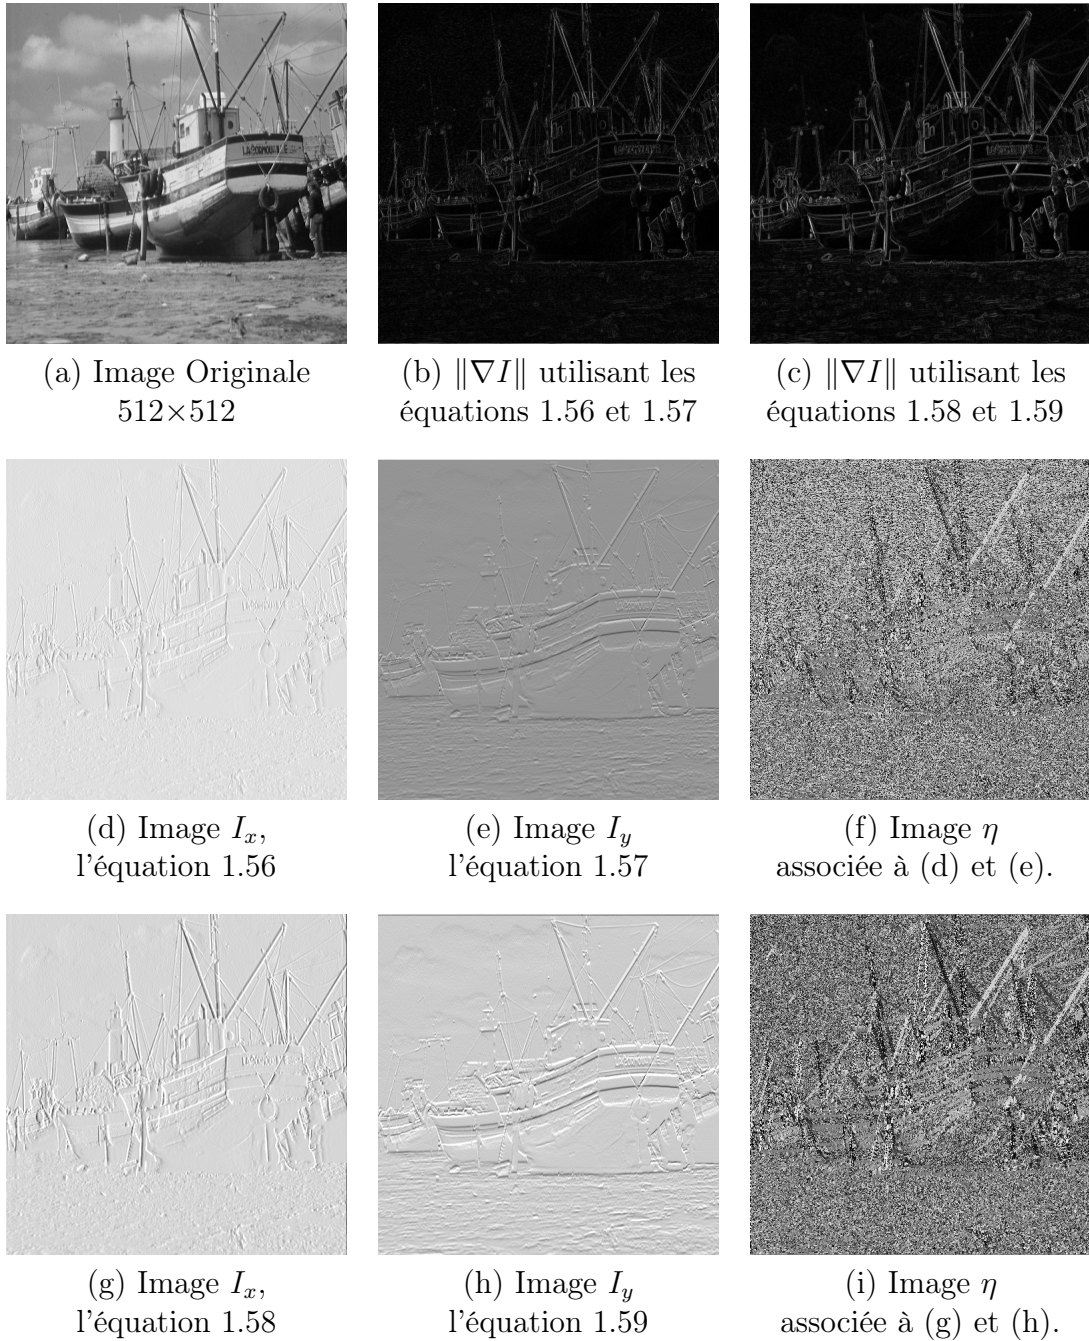 (a) Image Originale
512×512
(b) ‖∇I‖ utilisant les
équations 1.56 et 1.57
(c) ‖∇I‖ utilisant les
équations 1.58 et 1.59
(d) Image Iₓ,
l'équation 1.56
(e) Image I_y
l'équation 1.57
(f) Image η
associée à (d) et (e).
(g) Image Iₓ,
l'équation 1.58
(h) Image I_y
l'équation 1.59
(i) Image η
associée à (g) et (h).